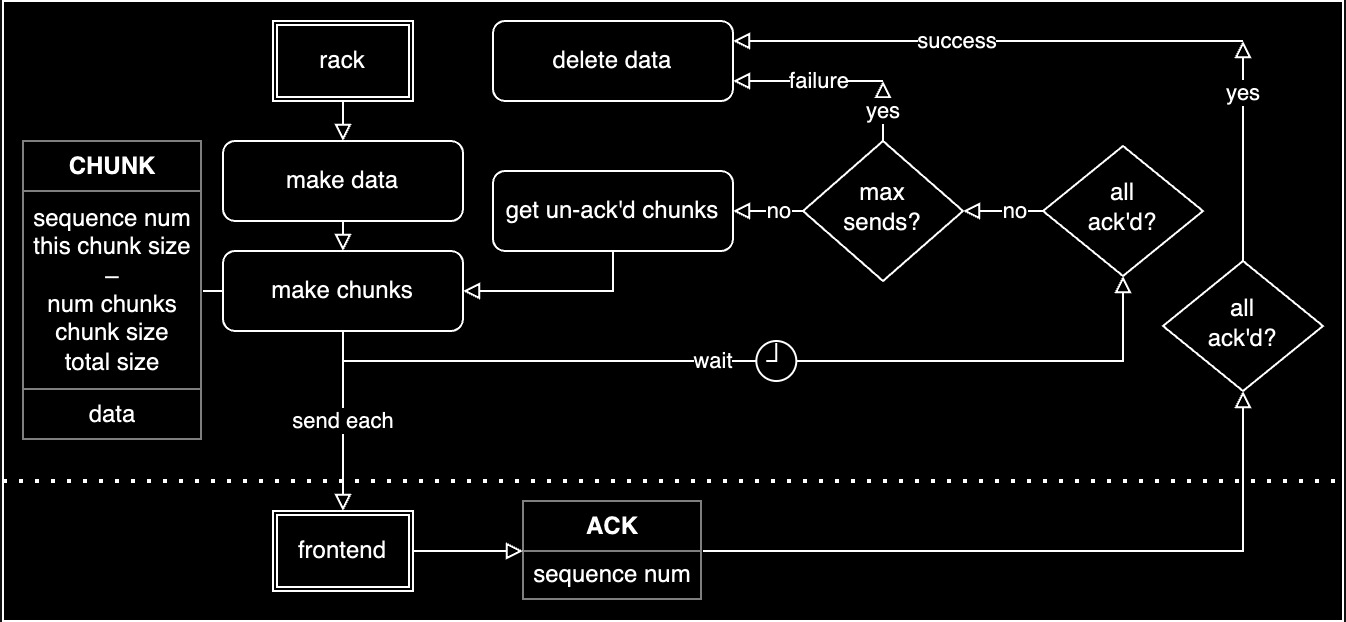 rack
delete data
success
failure
yes
yes
CHUNK
make data
sequence num
this chunk size
–
num chunks
chunk size
total size
data
get un-ack'd chunks
no
max
sends?
no
all
ack'd?
make chunks
all
ack'd?
wait
send each
frontend
ACK
sequence num